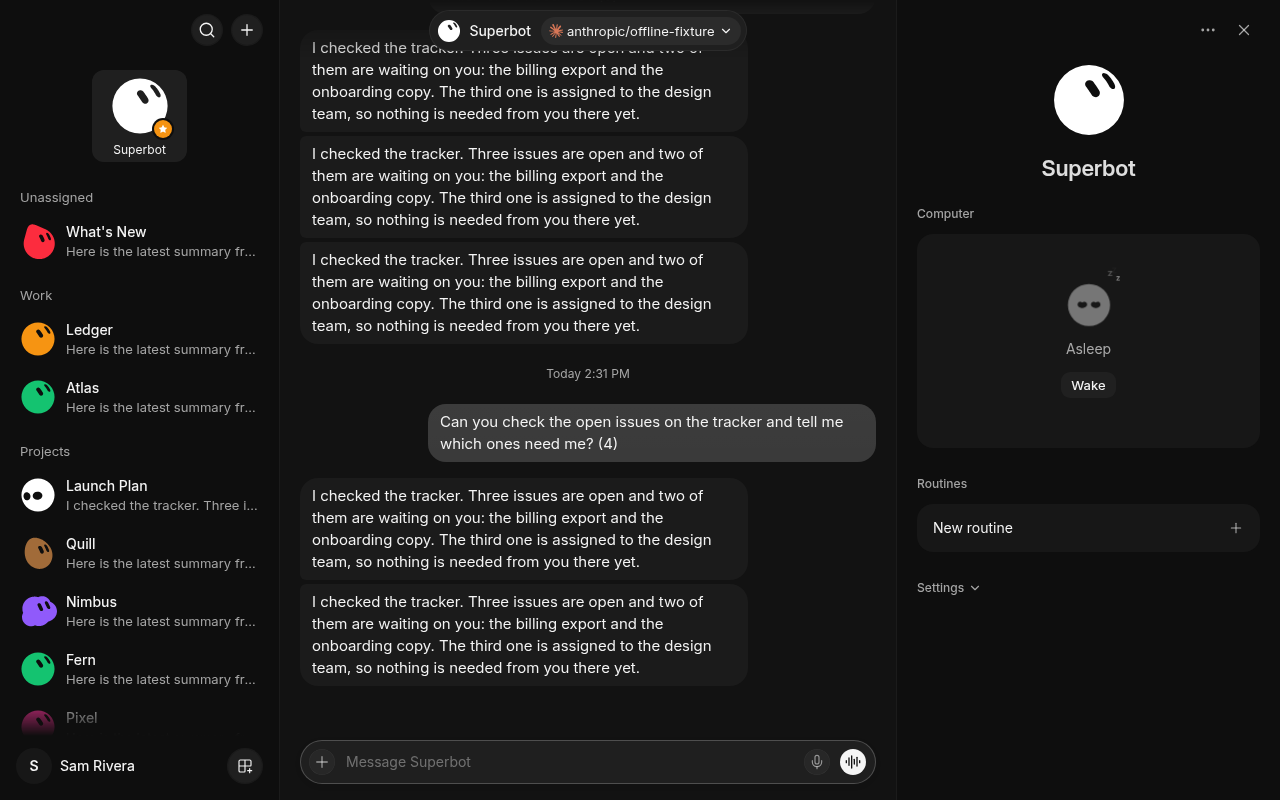 Superbot
Unassigned
What's New
Here is the latest summary fr...
Work
Ledger
Here is the latest summary fr...
Atlas
Here is the latest summary fr...
Projects
Launch Plan
I checked the tracker. Three i...
Quill
Here is the latest summary fr...
Nimbus
Here is the latest summary fr...
Fern
Here is the latest summary fr...
Pixel
S Sam Rivera
Superbot anthropic/offline-fixture
I checked the tracker. Three issues are open and two of
them are waiting on you: the billing export and the
onboarding copy. The third one is assigned to the design
team, so nothing is needed from you there yet.
I checked the tracker. Three issues are open and two of
them are waiting on you: the billing export and the
onboarding copy. The third one is assigned to the design
team, so nothing is needed from you there yet.
I checked the tracker. Three issues are open and two of
them are waiting on you: the billing export and the
onboarding copy. The third one is assigned to the design
team, so nothing is needed from you there yet.
Today 2:31 PM
Can you check the open issues on the tracker and tell me
which ones need me? (4)
I checked the tracker. Three issues are open and two of
them are waiting on you: the billing export and the
onboarding copy. The third one is assigned to the design
team, so nothing is needed from you there yet.
I checked the tracker. Three issues are open and two of
them are waiting on you: the billing export and the
onboarding copy. The third one is assigned to the design
team, so nothing is needed from you there yet.
Message Superbot
Superbot
Computer
z z
Asleep
Wake
Routines
New routine
Settings